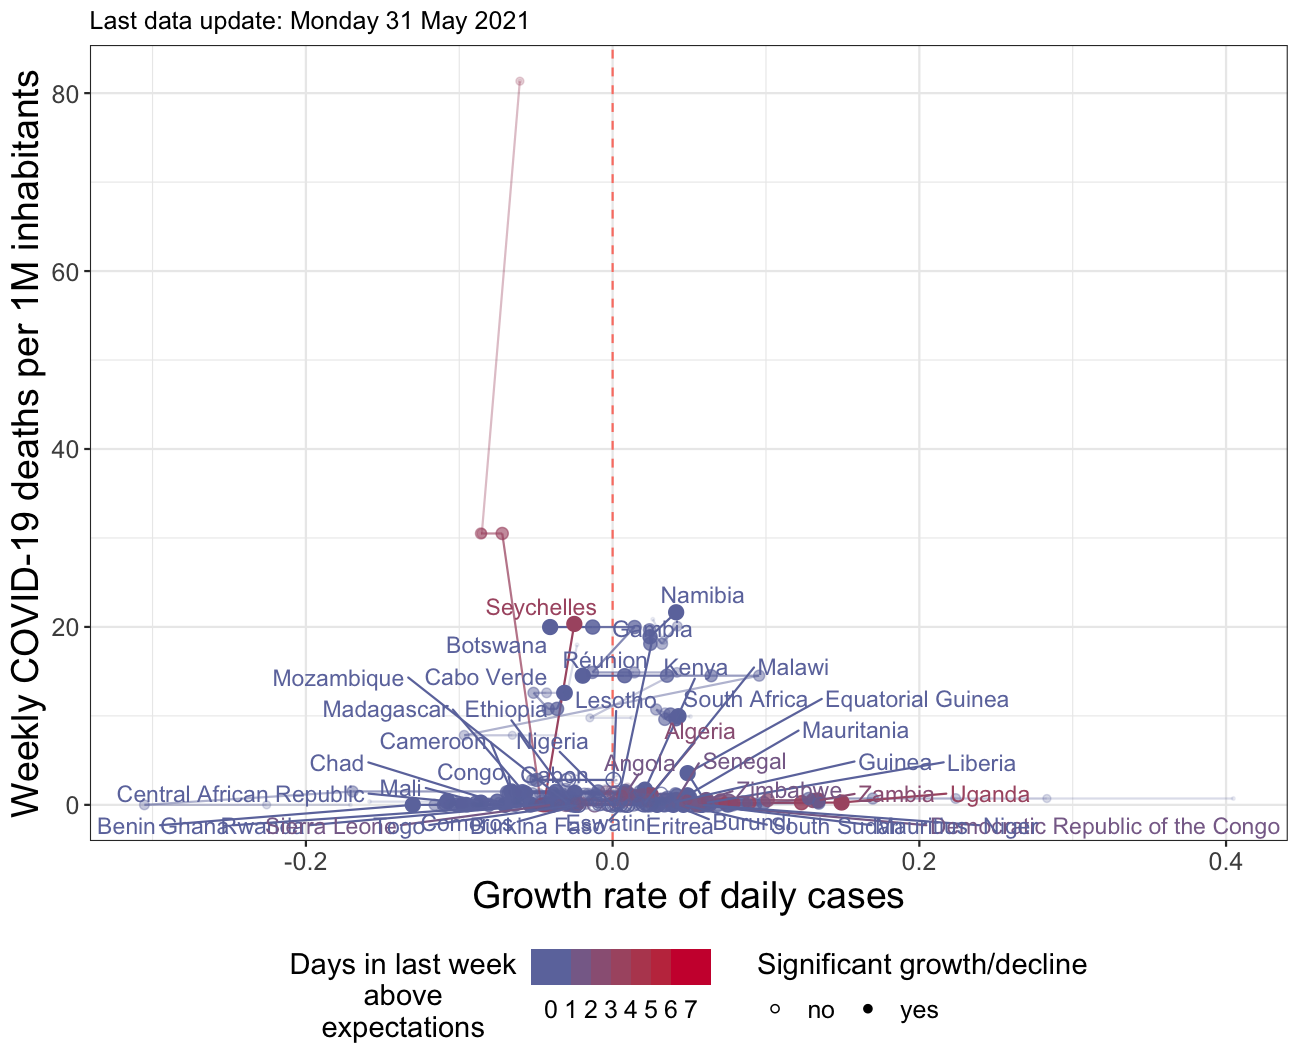 Last data update: Monday 31 May 2021
Weekly COVID-19 deaths per 1M inhabitants
80
60
40
20
0
Namibia
Seychelles
Gambia
Botswana
Réunion
Kenya
Malawi
Mozambique
Cabo Verde
Lesotho
South Africa
Equatorial Guinea
Madagascar
Ethiopia
Algeria
Mauritania
Cameroon
Nigeria
Chad
Congo
Gabon
Angola
Senegal
Guinea
Liberia
Central African Republic
Mali
Zimbabwe
Zambia
Uganda
Benin
Ghana
Rwanda
Sierra Leone
Togo
Comoros
Burkina Faso
Eswatini
Eritrea
Burundi
South Sudan
Mauritius
Democratic Republic of the Congo
Niger
-0.2
0.0
0.2
0.4
Growth rate of daily cases
Days in last week
above
expectations
0 1 2 3 4 5 6 7
Significant growth/decline
no
yes